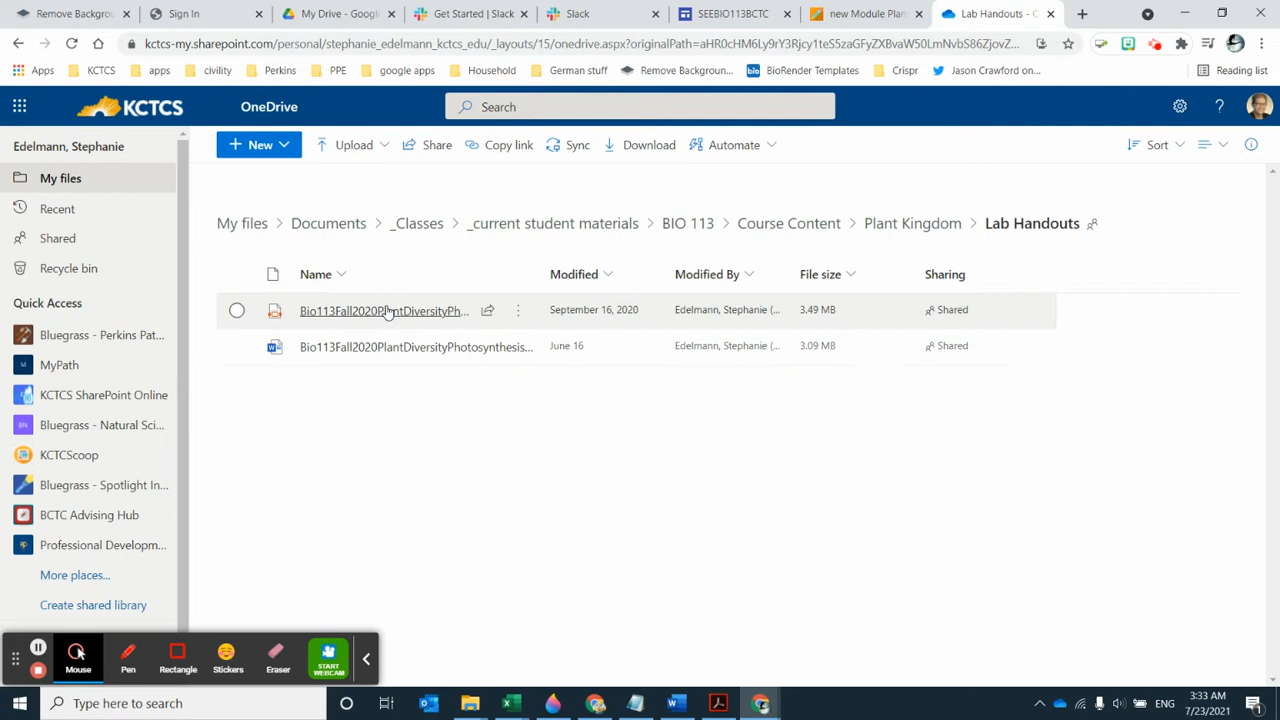 Remove Background
Sign In
My Drive - Google
Get Started | Slack
Slack
SEEBIO113BCTC
new Module Plan
Lab Handouts - O
kctcs-my.sharepoint.com/personal/stephanie_edelmann_kctcs_edu/_layouts/15/onedrive.aspx?originalPath=
Apps
KCTCS
apps
civility
Perkins
PPE
google apps
Household
German stuff
Remove Backgroun...
bio
BioRender Templates
Crispr
Jason Crawford on...
Reading list
KCTCS
OneDrive
Search
Edelmann, Stephanie
New
Upload
Share
Copy link
Sync
Download
Automate
Sort
My files
Recent
Shared
Recycle bin
Quick Access
Bluegrass - Perkins Pat...
MyPath
KCTCS SharePoint Online
Bluegrass - Natural Sci...
KCTCScoop
Bluegrass - Spotlight In...
BCTC Advising Hub
Professional Developm...
More places...
Create shared library
My files > Documents > _Classes > _current student materials > BIO 113 > Course Content > Plant Kingdom > Lab Handouts
Name Modified Modified By File size Sharing
Bio113Fall2020PlantDiversityPh... September 16, 2020 Edelmann, Stephanie (... 3.49 MB Shared
Bio113Fall2020PlantDiversityPhotosynthesis... June 16 Edelmann, Stephanie (... 3.09 MB Shared
Mouse
Pen
Rectangle
Stickers
Eraser
START WEBCAM
Type here to search
ENG
3:33 AM
7/23/2021